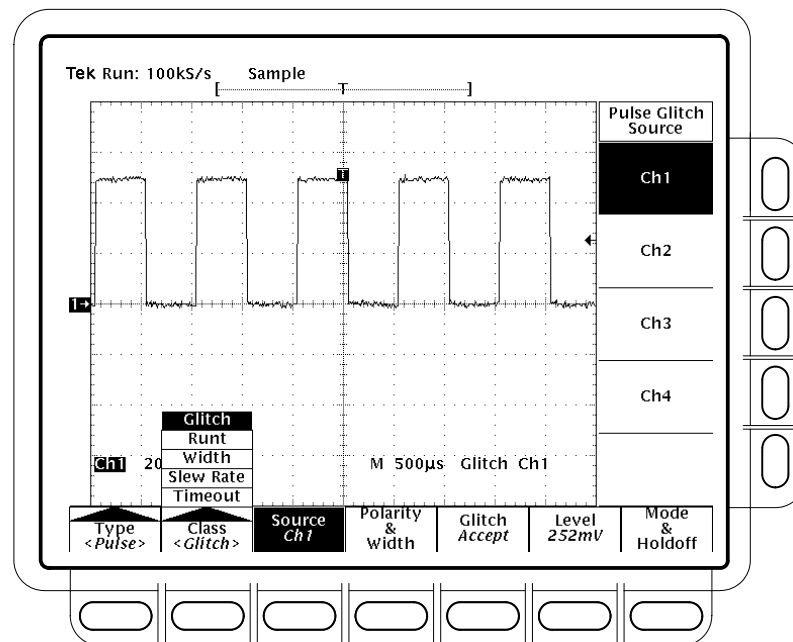 Tek Run: 100kS/s Sample
[ T ]
Pulse Glitch
Source
Ch1
T
Ch2
1→
Ch3
Ch4
Glitch
Runt
Width
Slew Rate
Timeout
Ch1 20 M 500µs Glitch Ch1
Type
<Pulse>
Class
<Glitch>
Source
Ch1
Polarity
&
Width
Glitch
Accept
Level
252mV
Mode
&
Holdoff